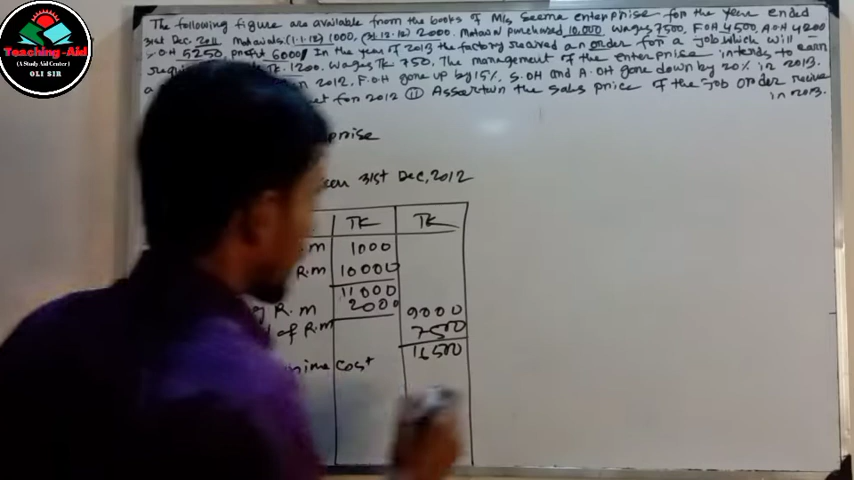 Teaching-Aid
(A Study Aid Center)
OLI SIR
The following figure are available from the books of M/s Seema enterprise for the year ended
31st Dec. 2011 Materials (1.1.12) 1000, (31.12.12) 2000. Material purchased 10,000 wages 7500, F.OH 4500, A.OH 4200
OH 5250, profit 6000 In the year of 2013 the factory received an order for a job which will
requi TK. 1200. Wages TK 750. The management of the enterprise intends to earn
a in 2012. F.OH gone up by 15%. S.OH and A.OH gone down by 20% in 2013.
for 2012 (ii) Assertain the sales price of the job order receive
in 2013.
prise
31st Dec, 2012
TK TK
.m 1000
R.m 10000
11000
R.m 2000 9000
of R.m 7500
cost 16500